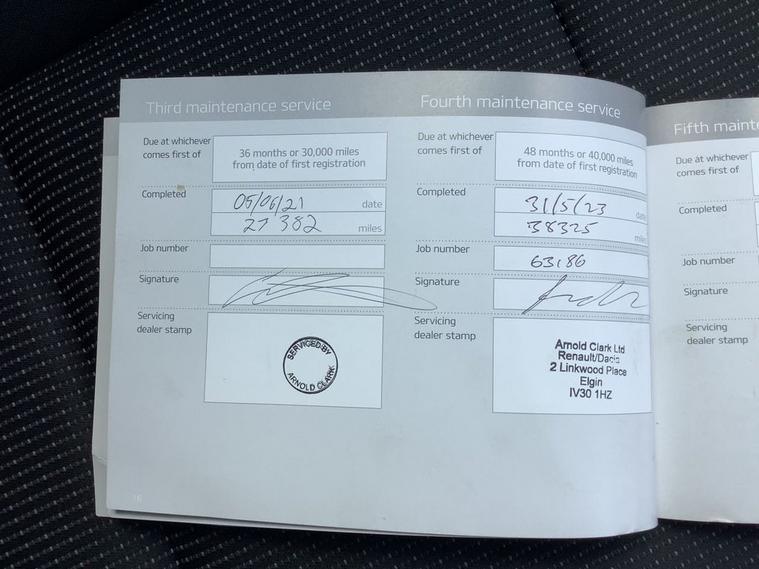 Third maintenance service
Due at whichever
comes first of
36 months or 30,000 miles
from date of first registration
Completed
05/06/21 date
27 382 miles
Job number
Signature
Servicing
dealer stamp
SERVICED BY
ARNOLD CLARK
16
Fourth maintenance service
Due at whichever
comes first of
48 months or 40,000 miles
from date of first registration
Completed
31/5/23 date
38325 miles
Job number
63186
Signature
Servicing
dealer stamp
Arnold Clark Ltd
Renault/Dacia
2 Linkwood Place
Elgin
IV30 1HZ
Fifth maint
Due at whichever
comes first of
Completed
Job number
Signature
Servicing
dealer stamp